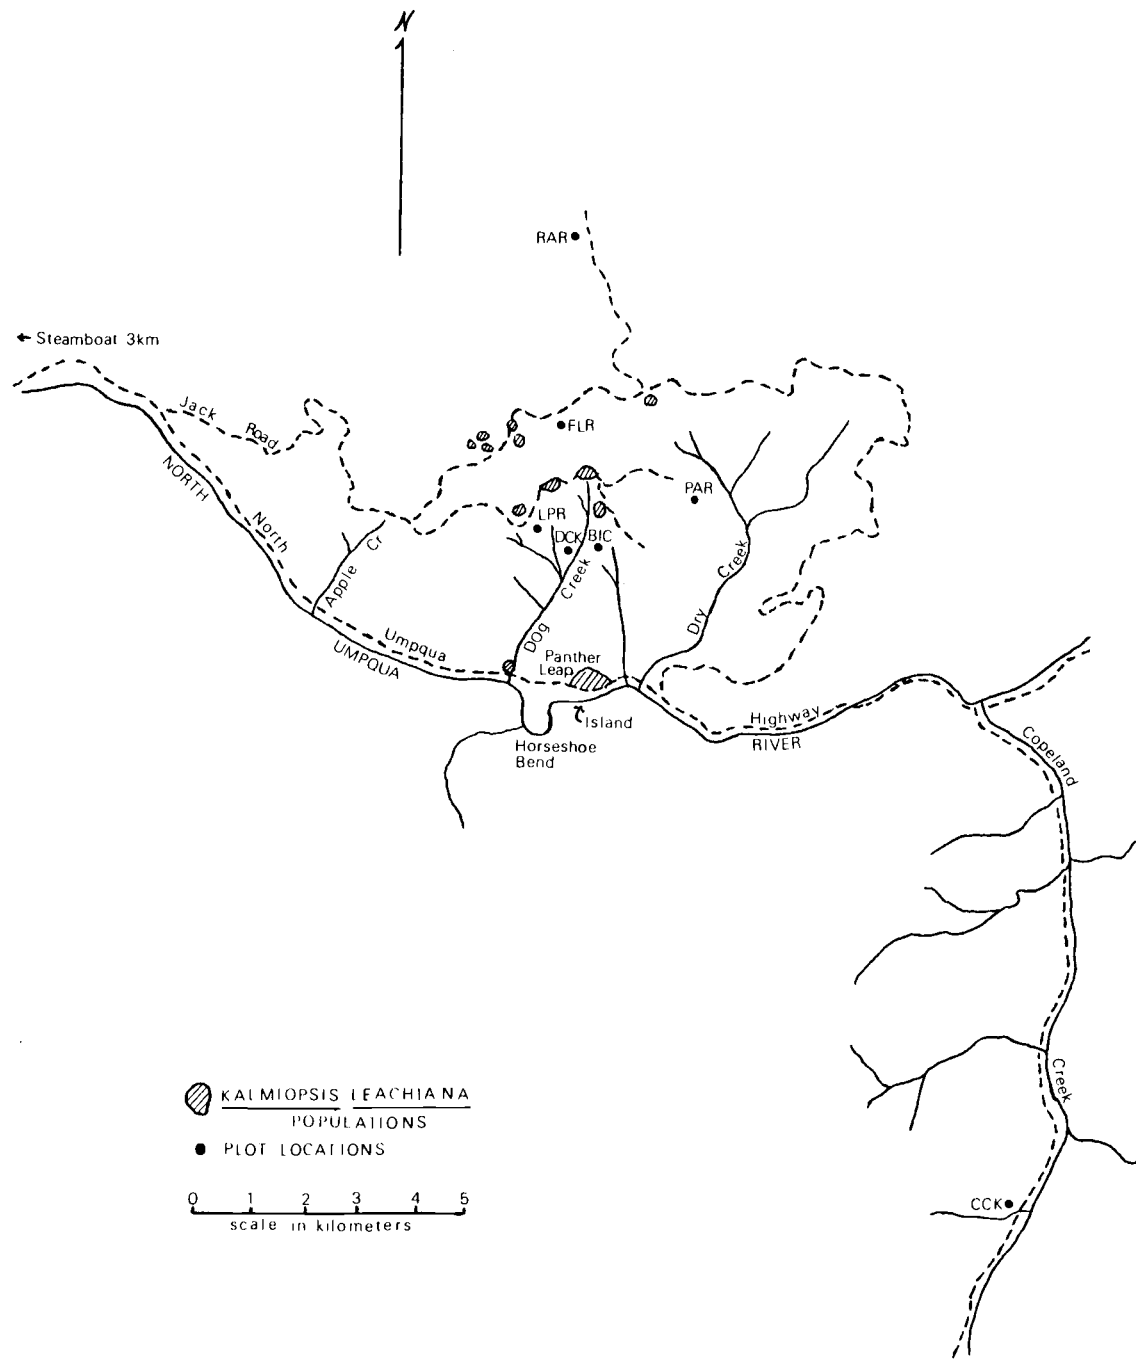 N
RAR
← Steamboat 3km
Jack Road
FLR
NORTH
North
PAR
LPR
DCK
BIC
Apple Cr
Creek
Creek
Dry
Dog
Umpqua
UMPQUA
Panther
Leap
Island
Highway
RIVER
Horseshoe
Bend
Copeland
Creek
KALMIOPSIS LEACHIANA
POPULATIONS
PLOT LOCATIONS
0 1 2 3 4 5
scale in kilometers
CCK